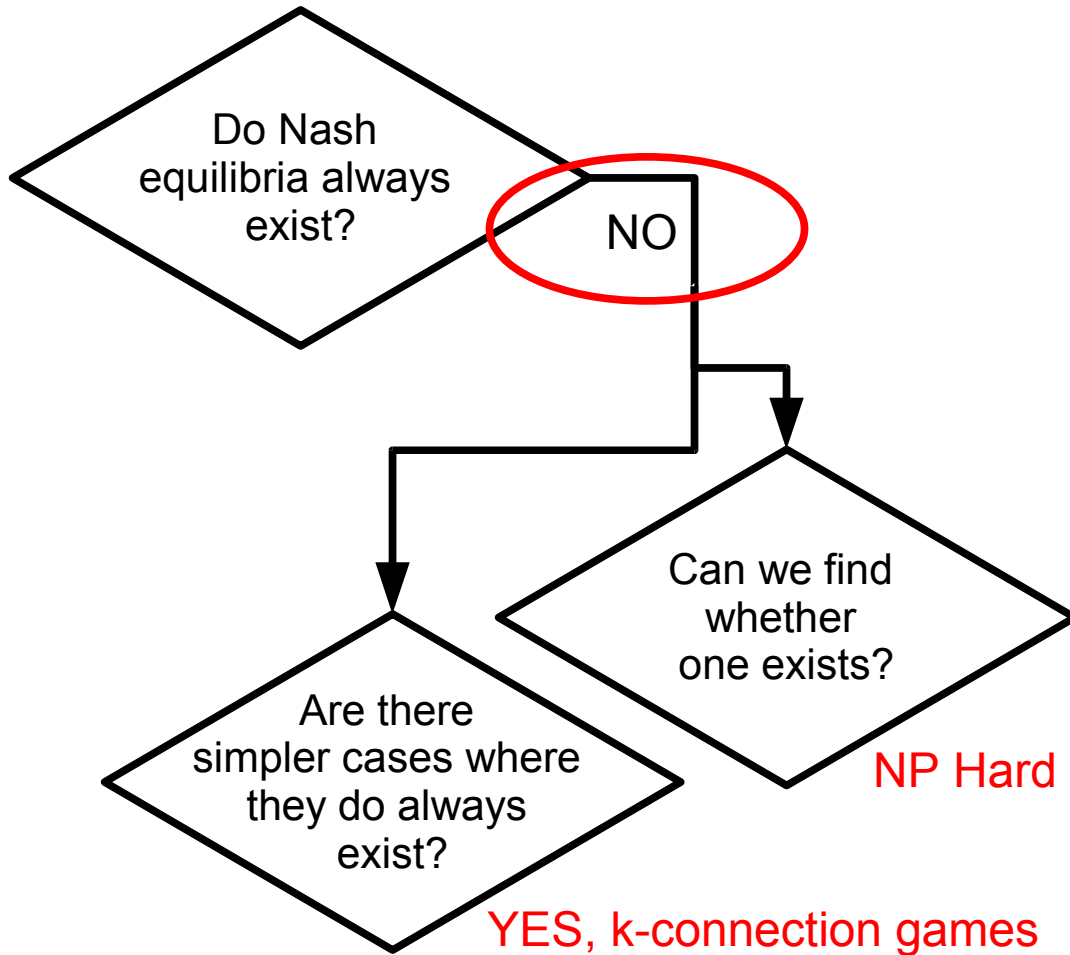 Do Nash
equilibria always
exist?
NO
Can we find
whether
one exists?
NP Hard
Are there
simpler cases where
they do always
exist?
YES, k-connection games